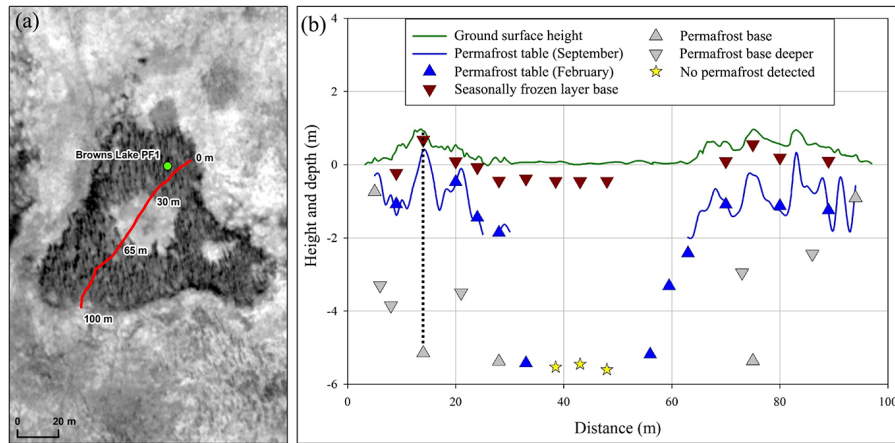 (a)
Browns Lake PF1
0 m
30 m
65 m
100 m
0 20 m
(b)
Ground surface height
Permafrost table (September)
Permafrost table (February)
Seasonally frozen layer base
Permafrost base
Permafrost base deeper
No permafrost detected
Height and depth (m)
4
2
0
-2
-4
-6
0 20 40 60 80 100
Distance (m)